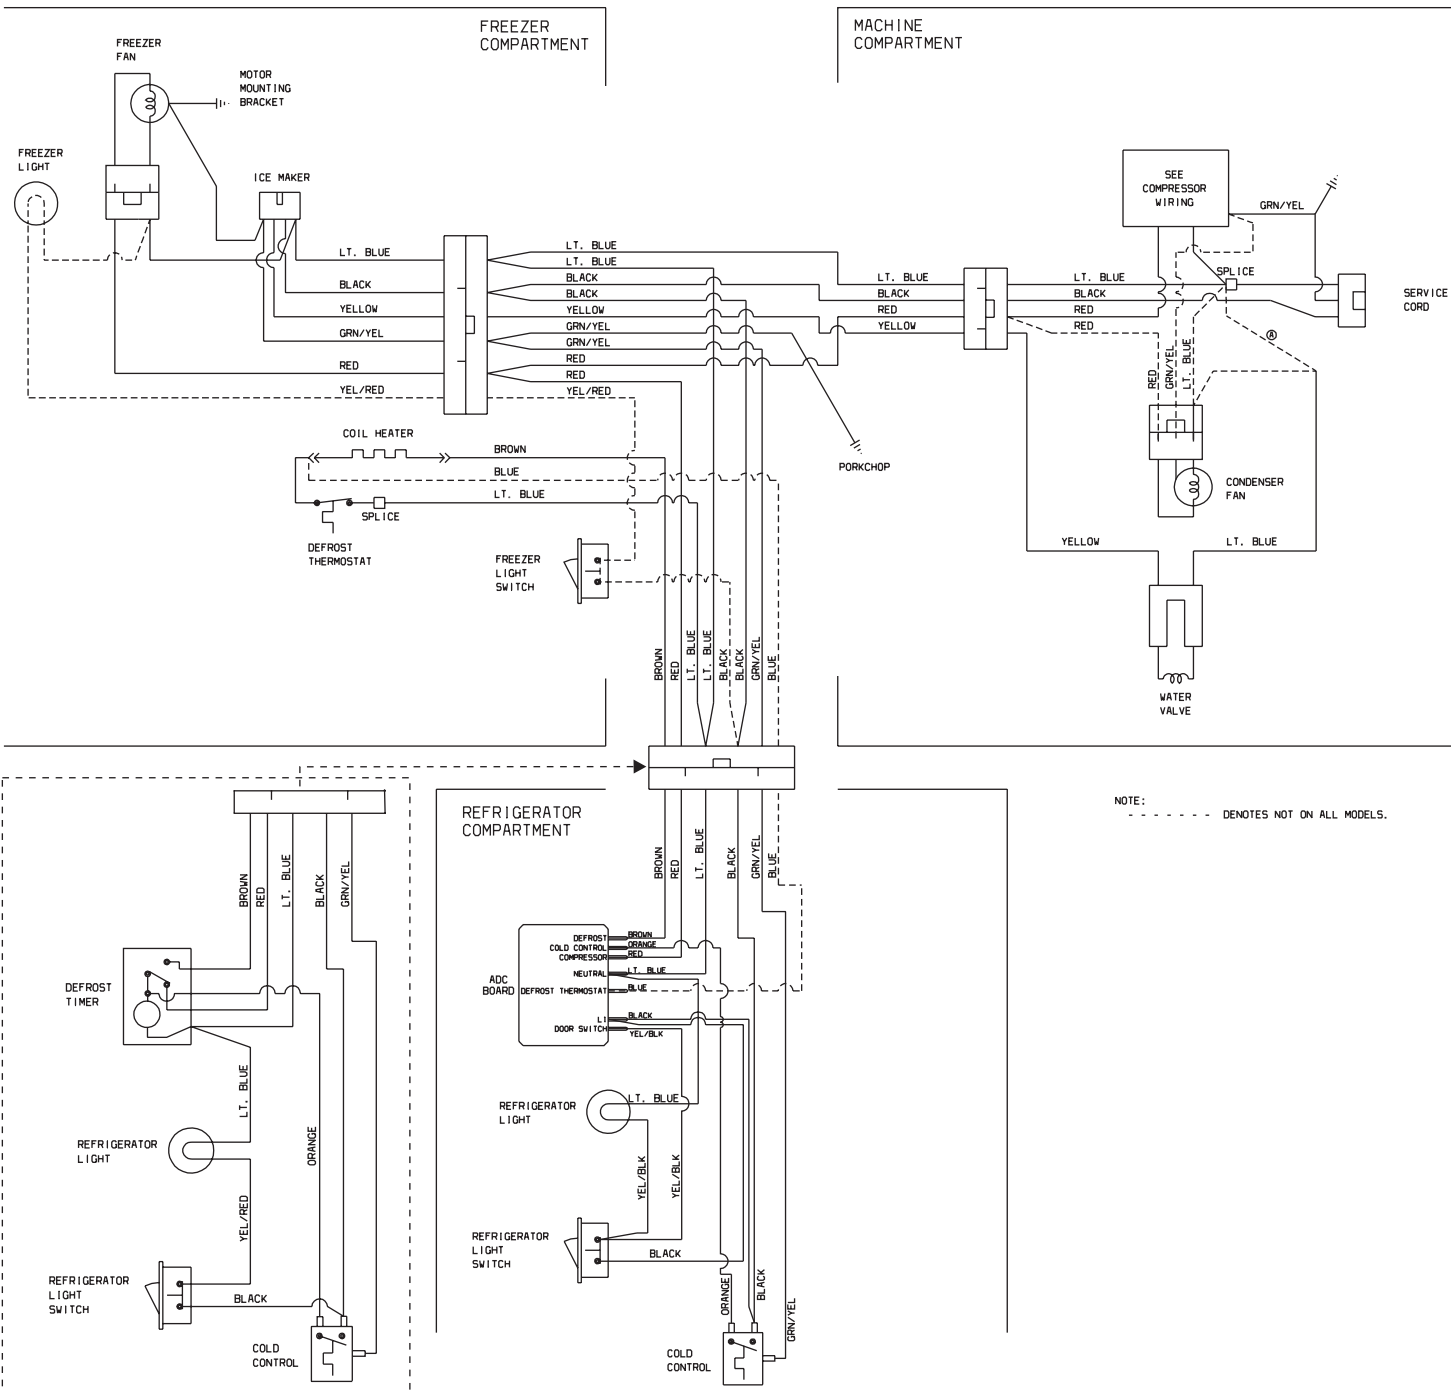 FREEZER
COMPARTMENT
MACHINE
COMPARTMENT
FREEZER
FAN
MOTOR
MOUNTING
BRACKET
FREEZER
LIGHT
ICE MAKER
LT. BLUE
BLACK
YELLOW
GRN/YEL
RED
YEL/RED
LT. BLUE
LT. BLUE
BLACK
BLACK
YELLOW
GRN/YEL
GRN/YEL
RED
RED
YEL/RED
LT. BLUE
BLACK
RED
YELLOW
SEE
COMPRESSOR
WIRING
GRN/YEL
SPLICE
LT. BLUE
BLACK
RED
RED
SERVICE
CORD
A
RED
GRN/YEL
LT. BLUE
CONDENSER
FAN
YELLOW
LT. BLUE
WATER
VALVE
PORKCHOP
COIL HEATER
BROWN
BLUE
LT. BLUE
SPLICE
DEFROST
THERMOSTAT
FREEZER
LIGHT
SWITCH
BROWN
RED
LT. BLUE
LT. BLUE
BLACK
BLACK
GRN/YEL
BLUE
NOTE:
- - - - - - - DENOTES NOT ON ALL MODELS.
REFRIGERATOR
COMPARTMENT
BROWN
RED
LT. BLUE
BLACK
GRN/YEL
BLUE
BROWN
RED
LT. BLUE
BLACK
GRN/YEL
DEFROST
TIMER
LT. BLUE
REFRIGERATOR
LIGHT
ORANGE
YEL/RED
REFRIGERATOR
LIGHT
SWITCH
BLACK
COLD
CONTROL
ADC
BOARD
DEFROST
COLD CONTROL
COMPRESSOR
NEUTRAL
DEFROST THERMOSTAT
L1
DOOR SWITCH
BROWN
ORANGE
RED
LT. BLUE
BLUE
BLACK
YEL/BLK
REFRIGERATOR
LIGHT
LT. BLUE
YEL/BLK
YEL/BLK
REFRIGERATOR
LIGHT
SWITCH
BLACK
ORANGE
BLACK
GRN/YEL
COLD
CONTROL